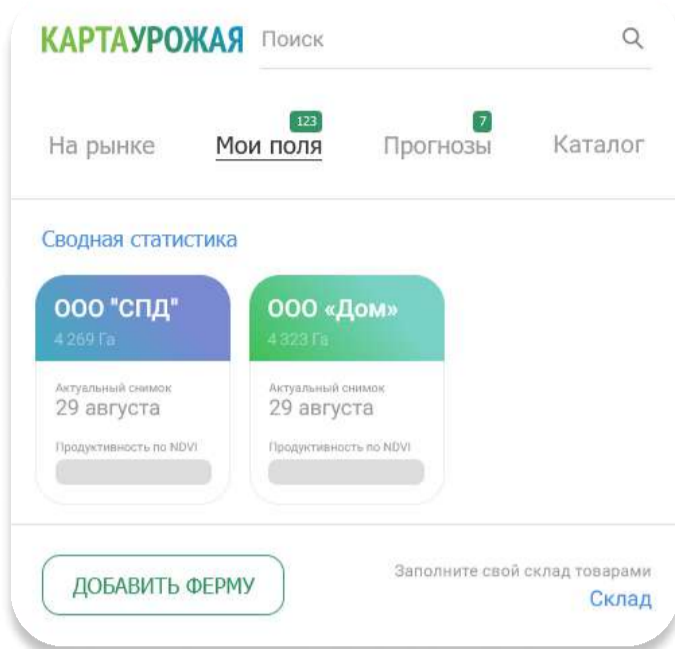 КАРТАУРОЖАЯ Поиск
123 7
На рынке Мои поля Прогнозы Каталог
Сводная статистика
ООО "СПД" ООО «Дом»
4 269 Га 4 323 Га
Актуальный снимок Актуальный снимок
29 августа 29 августа
Продуктивность по NDVI Продуктивность по NDVI
Заполните свой склад товарами
ДОБАВИТЬ ФЕРМУ Склад